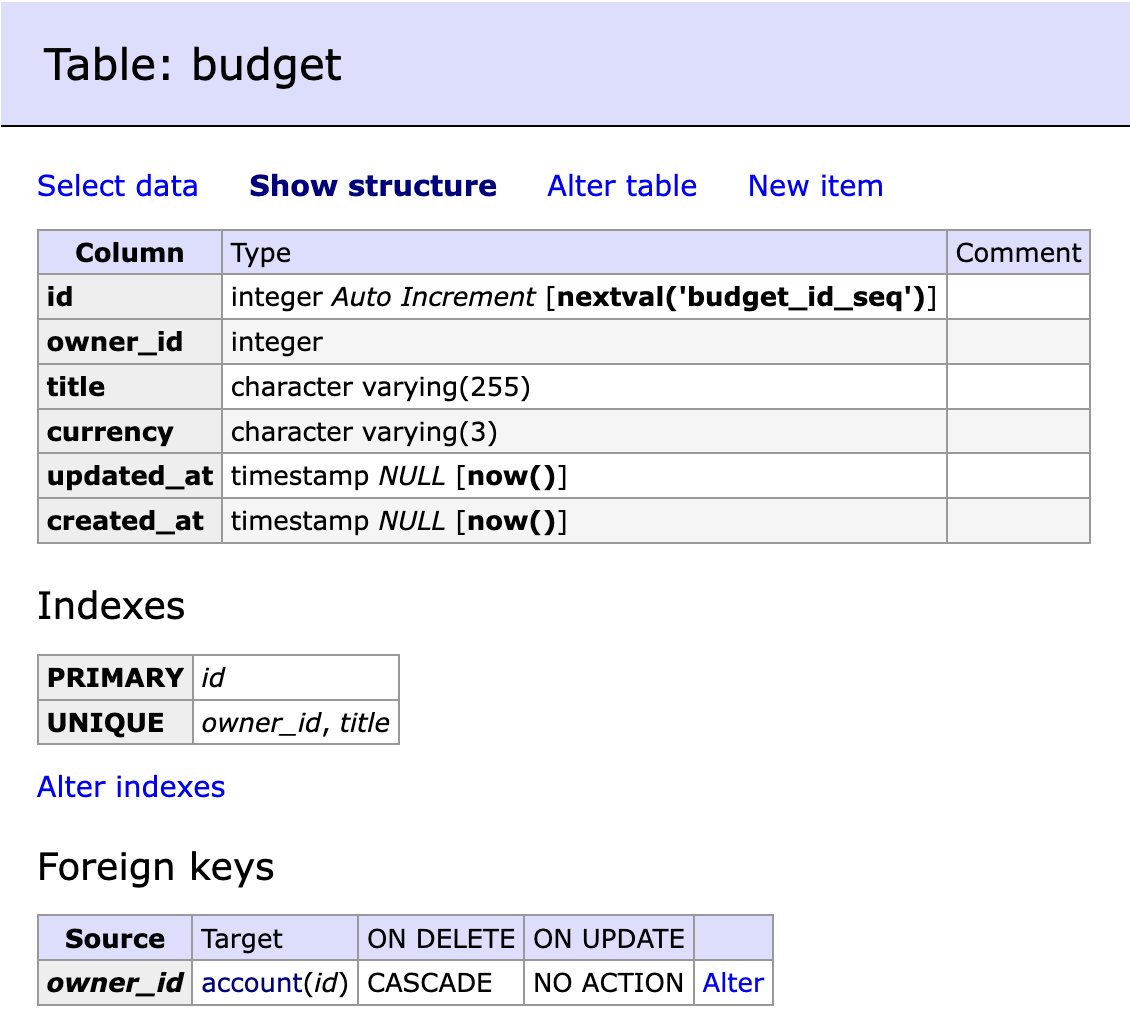 Table: budget
Select data Show structure Alter table New item
Column Type Comment
id integer Auto Increment [nextval('budget_id_seq')]
owner_id integer
title character varying(255)
currency character varying(3)
updated_at timestamp NULL [now()]
created_at timestamp NULL [now()]
Indexes
PRIMARY id
UNIQUE owner_id, title
Alter indexes
Foreign keys
Source Target ON DELETE ON UPDATE
owner_id account(id) CASCADE NO ACTION Alter